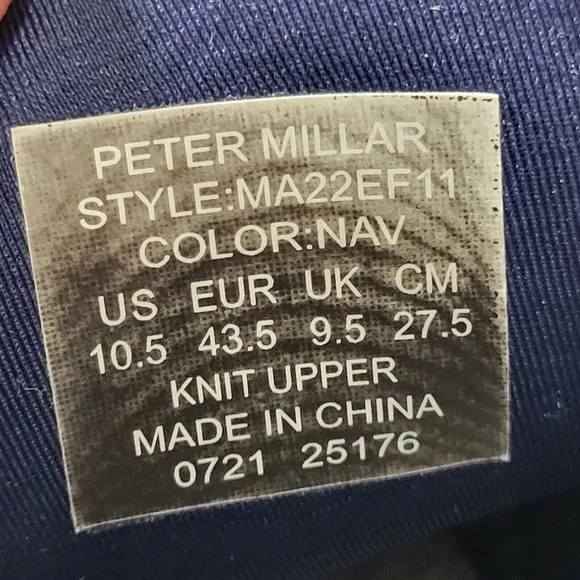 PETER MILLAR
STYLE:MA22EF11
COLOR:NAV
US EUR UK CM
10.5 43.5 9.5 27.5
KNIT UPPER
MADE IN CHINA
0721 25176